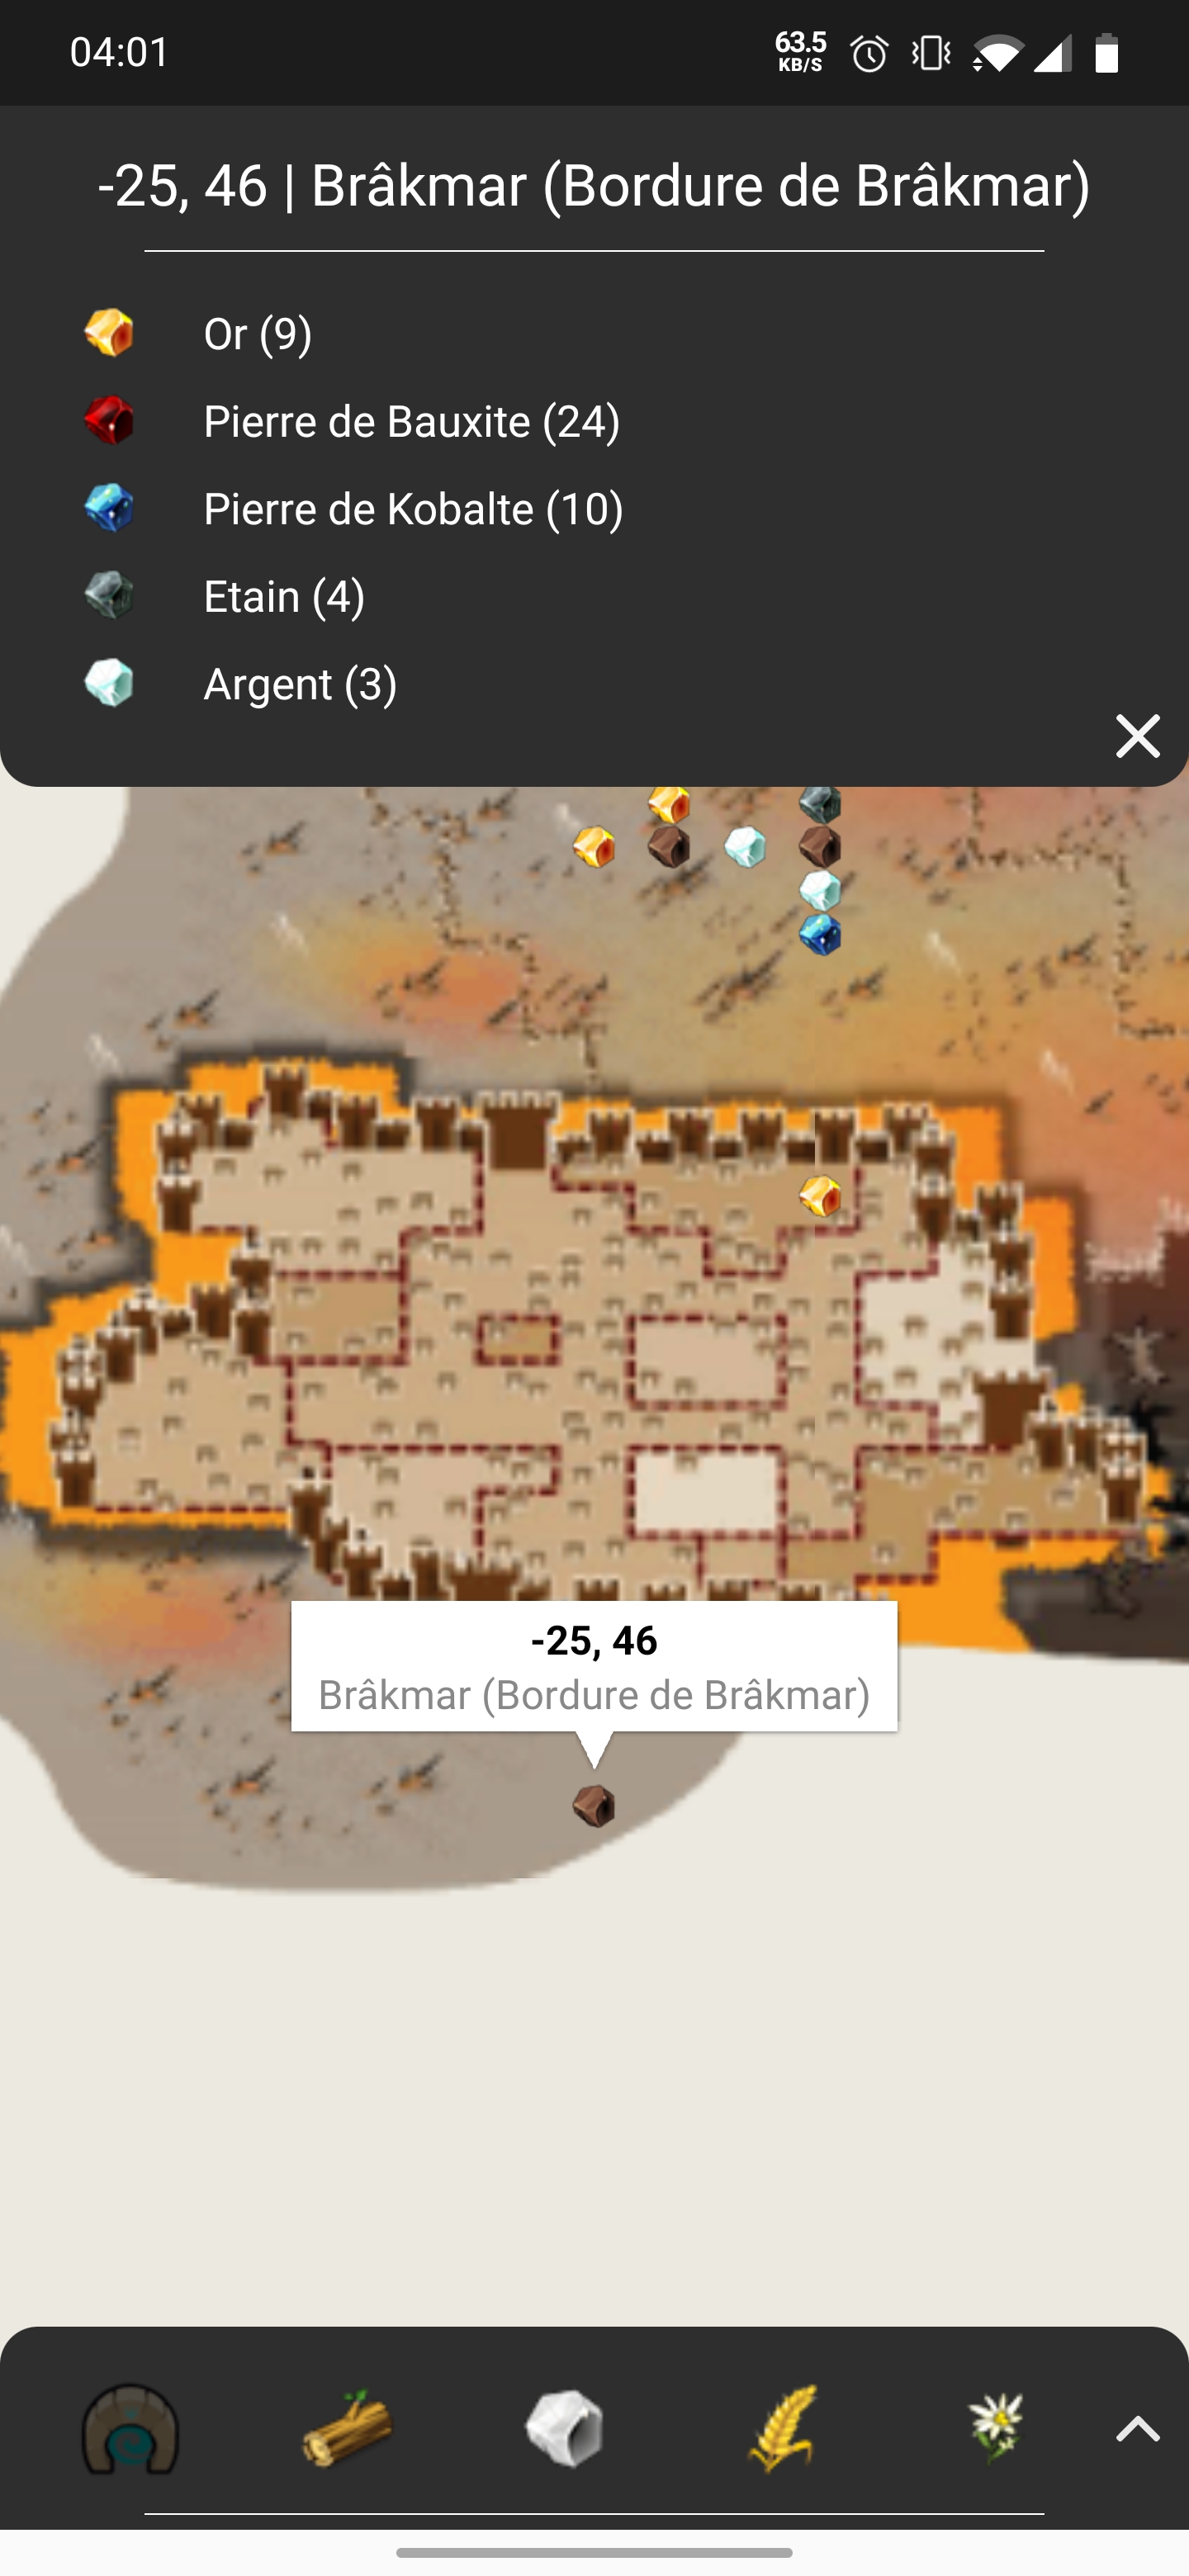 04:01
63.5
KB/S
-25, 46 | Brâkmar (Bordure de Brâkmar)
Or (9)
Pierre de Bauxite (24)
Pierre de Kobalte (10)
Etain (4)
Argent (3)
-25, 46
Brâkmar (Bordure de Brâkmar)